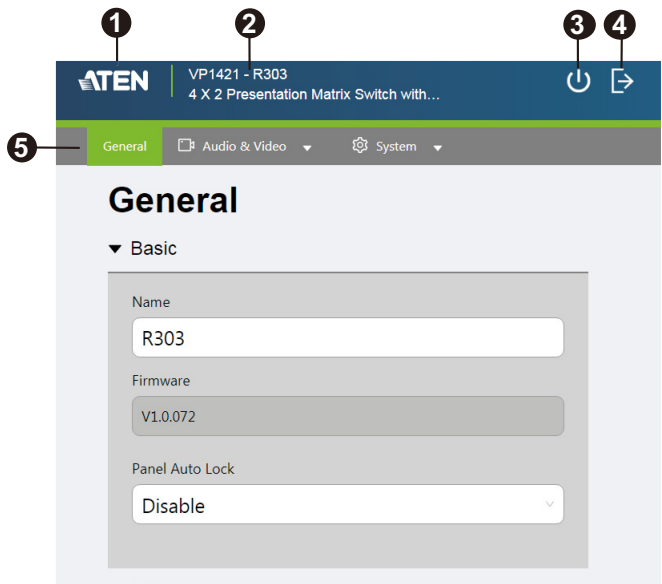 1
2
3
4
ATEN
VP1421 - R303
4 X 2 Presentation Matrix Switch with...
5
General
Audio & Video
System
General
Basic
Name
R303
Firmware
V1.0.072
Panel Auto Lock
Disable